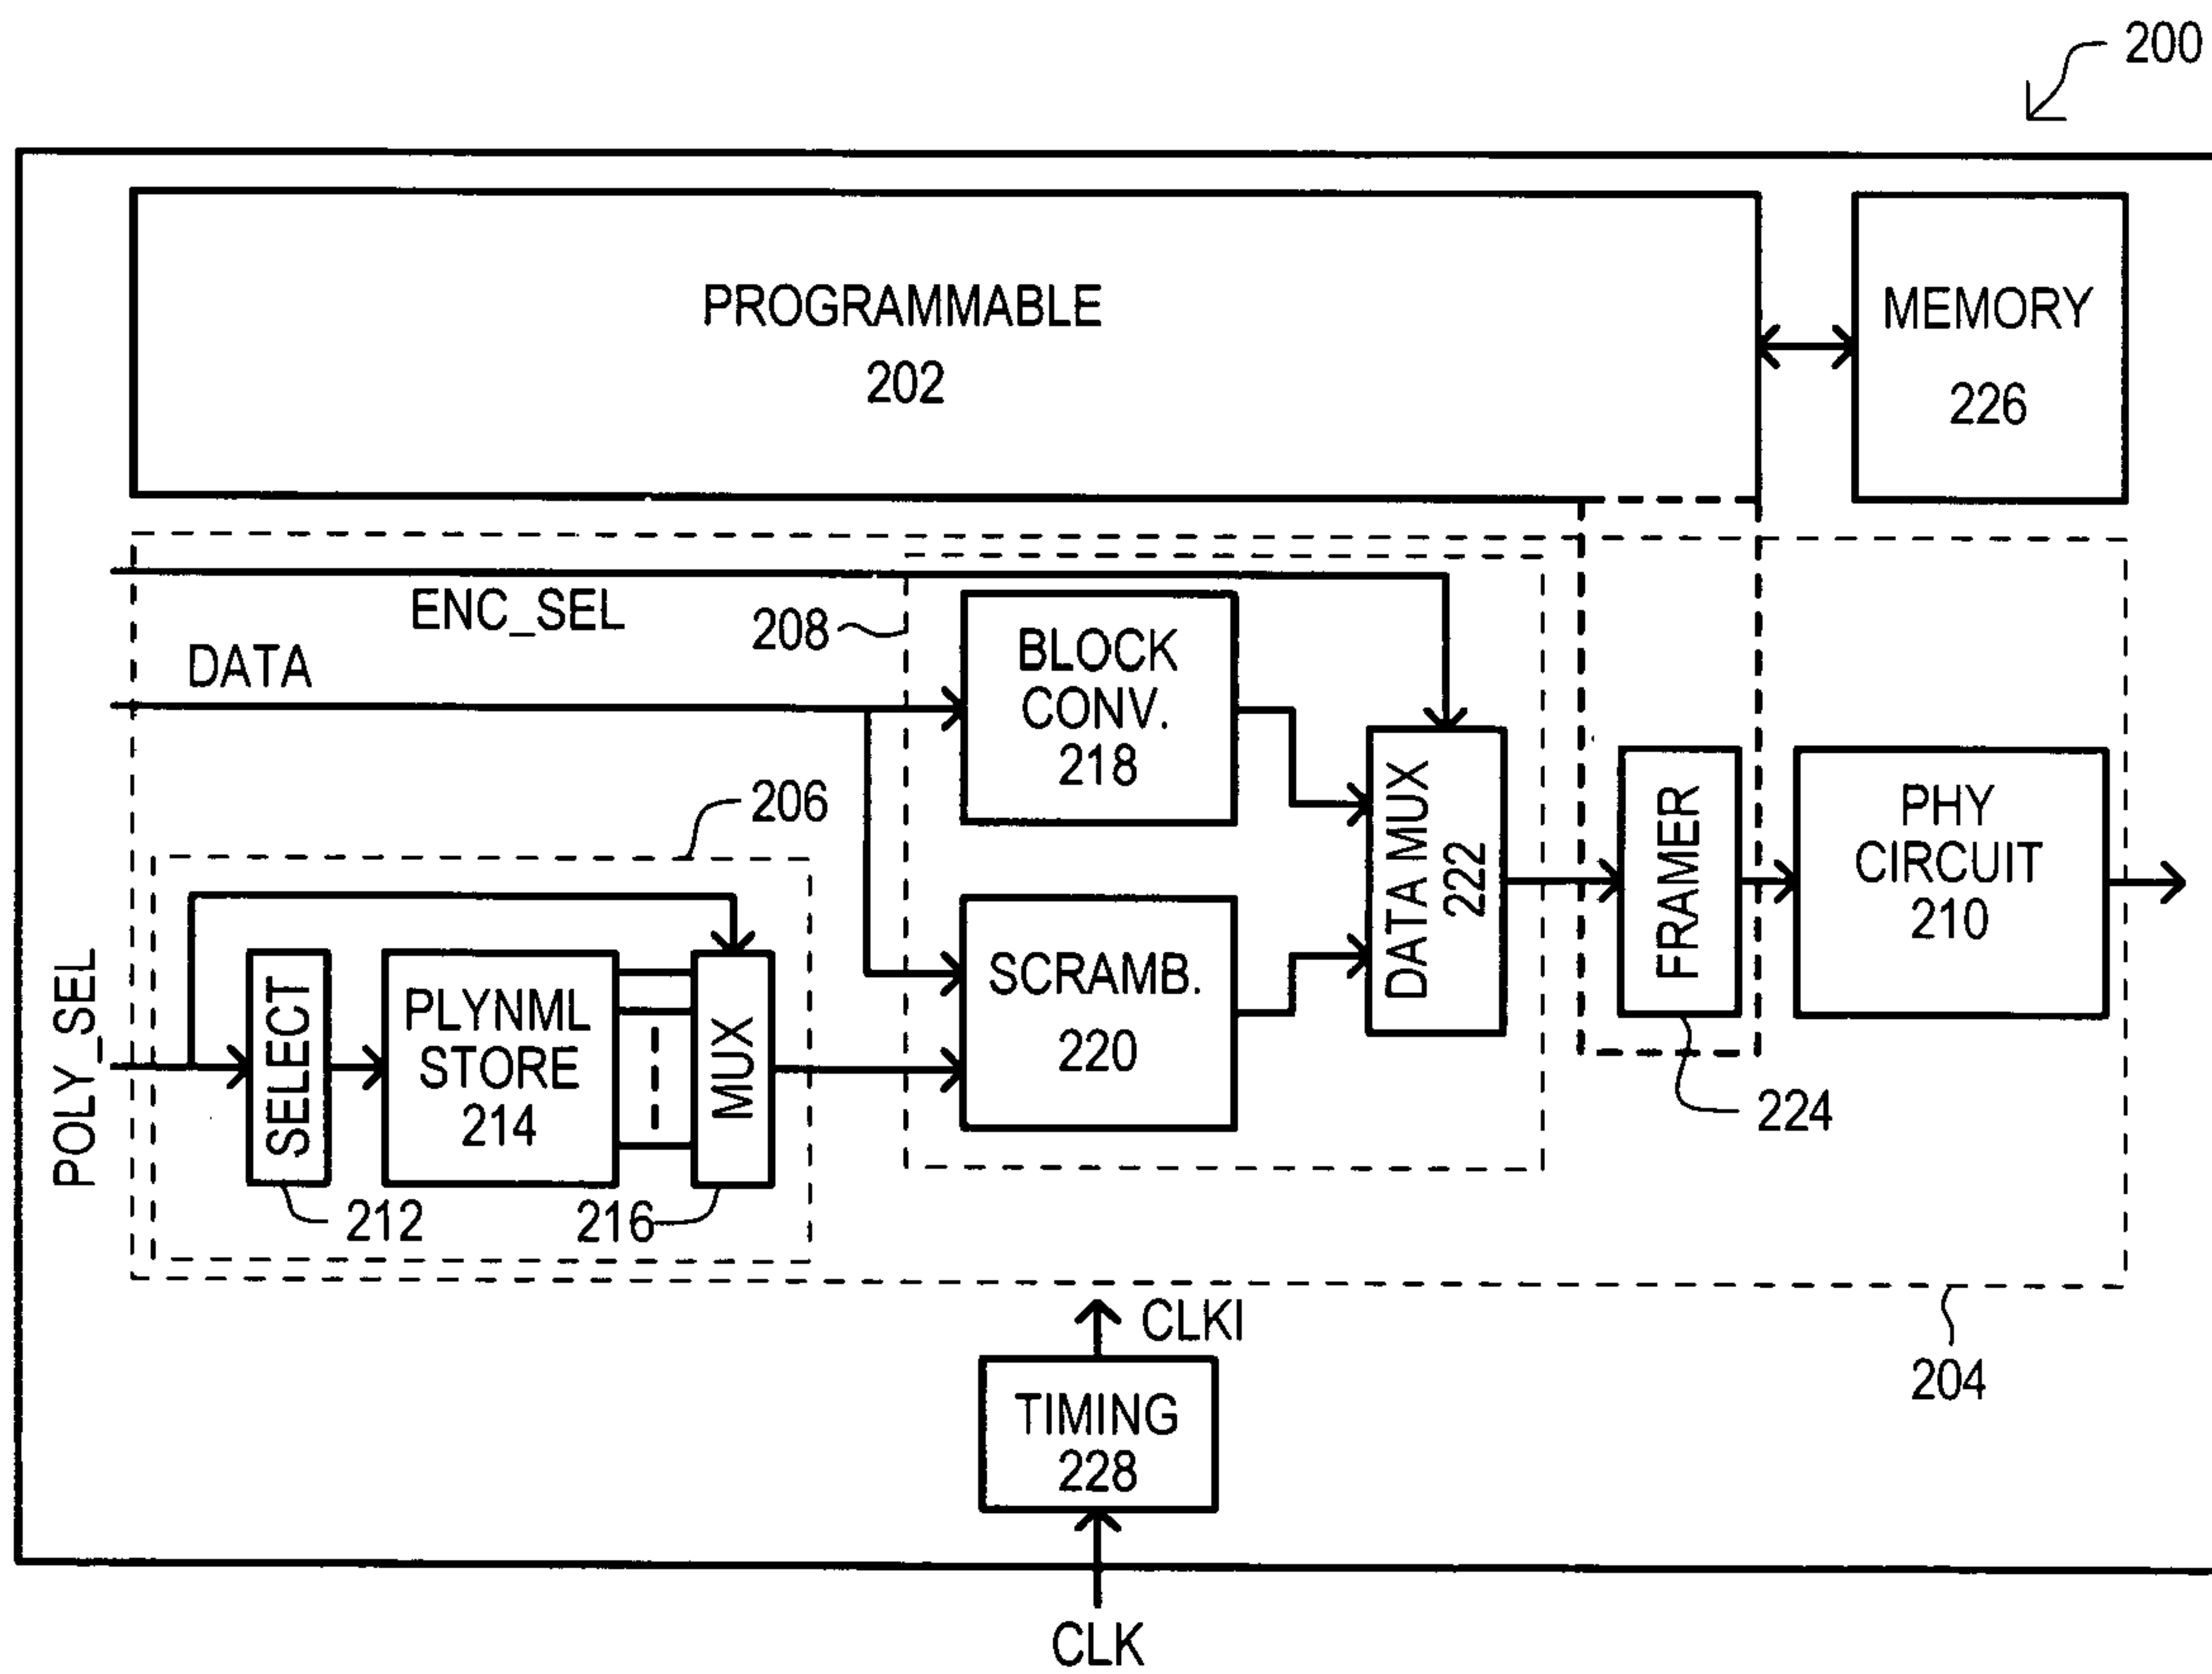 200
PROGRAMMABLE
202
MEMORY
226
ENC_SEL
208
DATA
BLOCK
CONV.
218
206
DATA MUX
222
FRAMER
PHY
CIRCUIT
210
POLY_SEL
SELECT
PLYNML
STORE
214
MUX
SCRAMB.
220
224
212
216
CLKI
204
TIMING
228
CLK